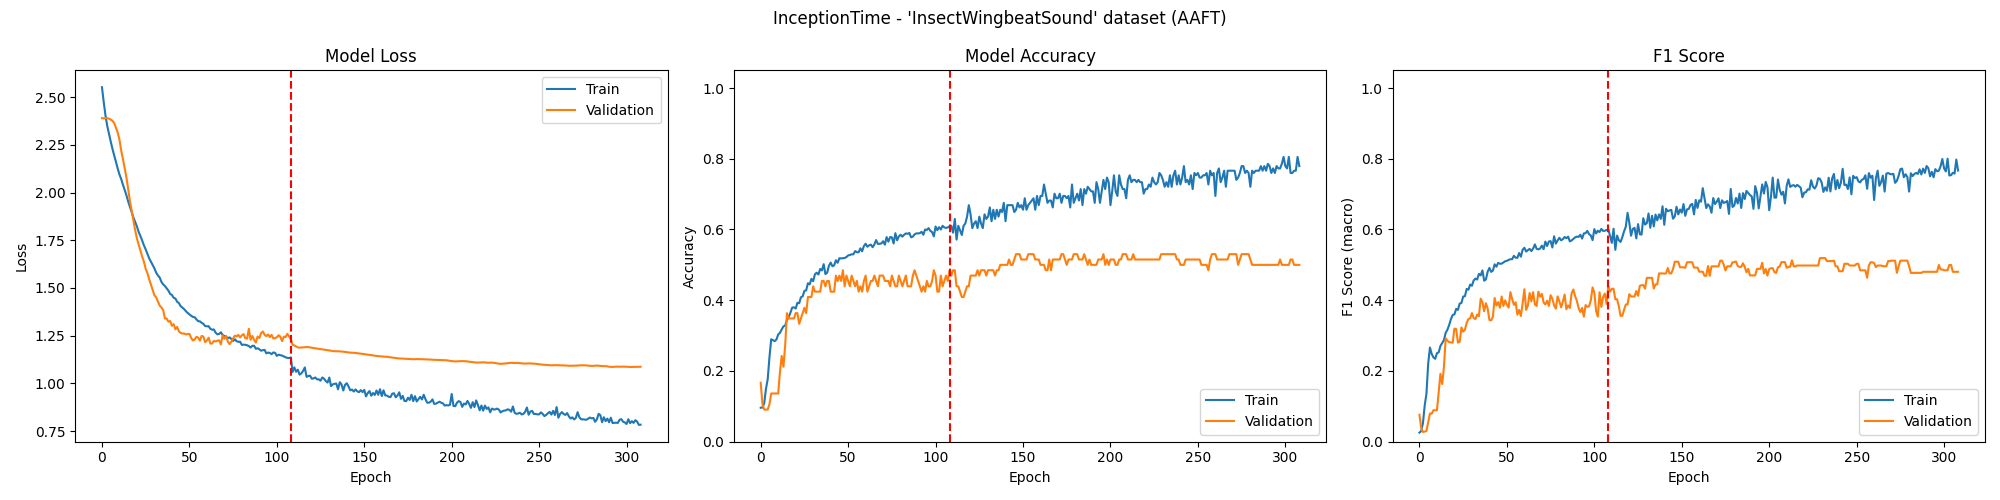 InceptionTime - 'InsectWingbeatSound' dataset (AAFT)
Model Loss
Loss
2.50
2.25
2.00
1.75
1.50
1.25
1.00
0.75
0 50 100 150 200 250 300
Epoch
Train
Validation
Model Accuracy
Accuracy
1.0
0.8
0.6
0.4
0.2
0.0
0 50 100 150 200 250 300
Epoch
Train
Validation
F1 Score
F1 Score (macro)
1.0
0.8
0.6
0.4
0.2
0.0
0 50 100 150 200 250 300
Epoch
Train
Validation